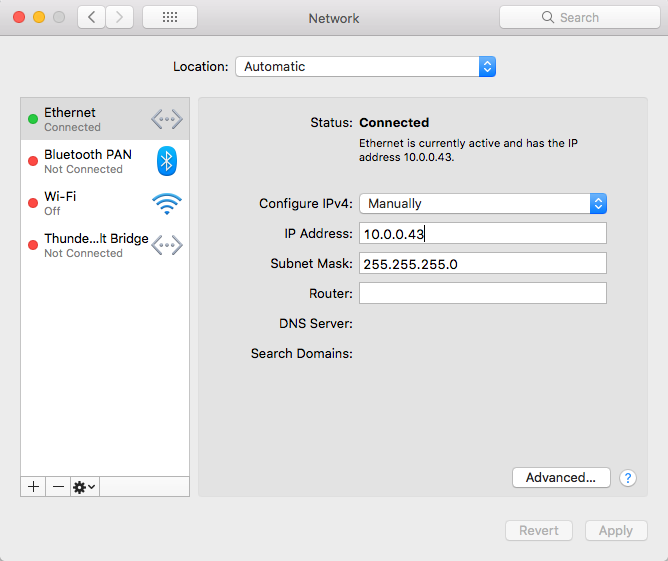 Network
Search
Location: Automatic
Ethernet
Connected
Bluetooth PAN
Not Connected
Wi-Fi
Off
Thunde...lt Bridge
Not Connected
Status: Connected
Ethernet is currently active and has the IP
address 10.0.0.43.
Configure IPv4: Manually
IP Address: 10.0.0.43
Subnet Mask: 255.255.255.0
Router:
DNS Server:
Search Domains:
Advanced...
?
Revert
Apply